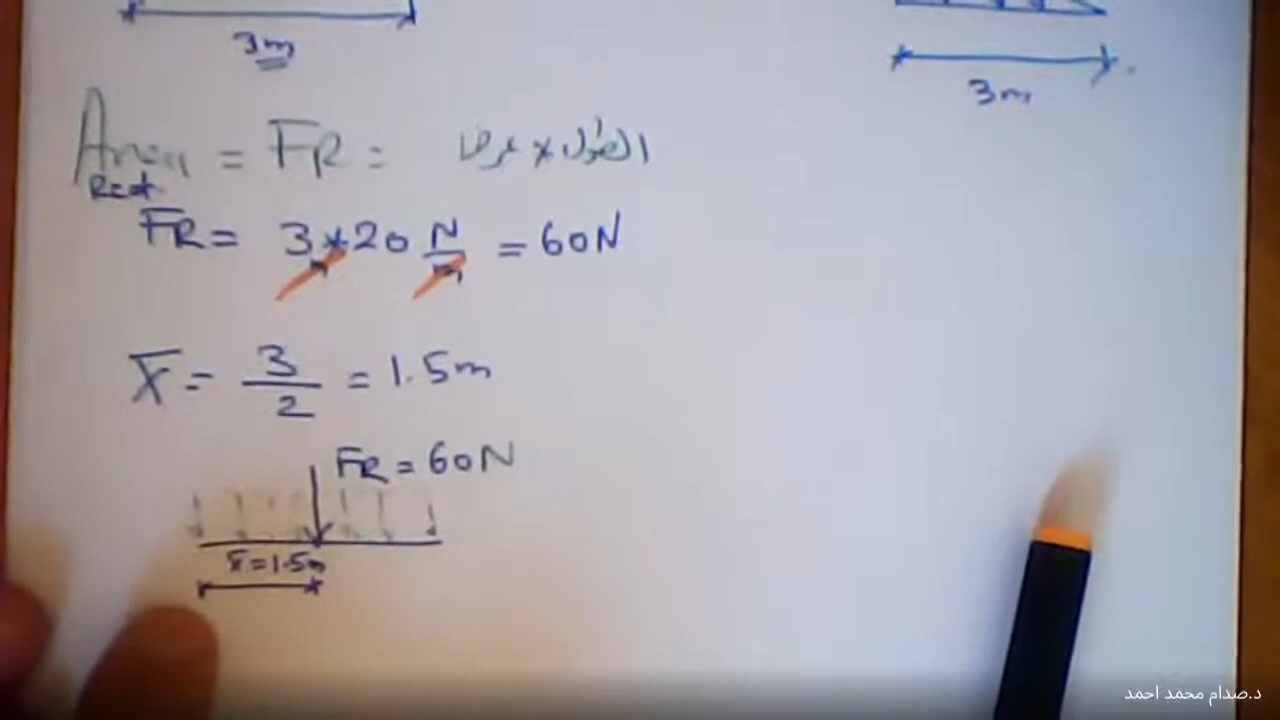 3m
3m
Area = FR = الطول * عرض
Rect.
FR = 3m * 20 N/m = 60N
x̄ = 3/2 = 1.5m
FR = 60N
x̄ = 1.5m
د.صدام محمد احمد